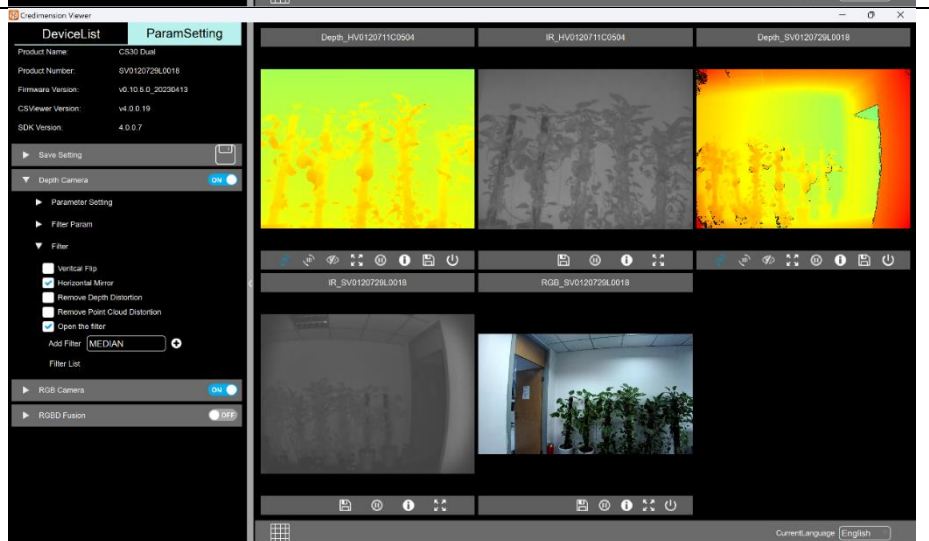 Credimension Viewer
DeviceList ParamSetting
Product Name: CS30 Dual
Product Number: SV0120729L0018
Firmware Version: v0.10.5.0_20230413
CSViewer Version: v4.0.0.19
SDK Version: 4.0.0.7
Save Setting
Depth Camera ON
Parameter Setting
Filter Param
Filter
Veritcal Flip
Horizontal Mirror
Remove Depth Distortion
Remove Point Cloud Distortion
Open the filter
Add Filter MEDIAN
Filter List
RGB Camera ON
RGBD Fusion OFF
Depth_HV0120711C0504
IR_HV0120711C0504
Depth_SV0120729L0018
IR_SV0120729L0018
RGB_SV0120729L0018
CurrentLanguage English